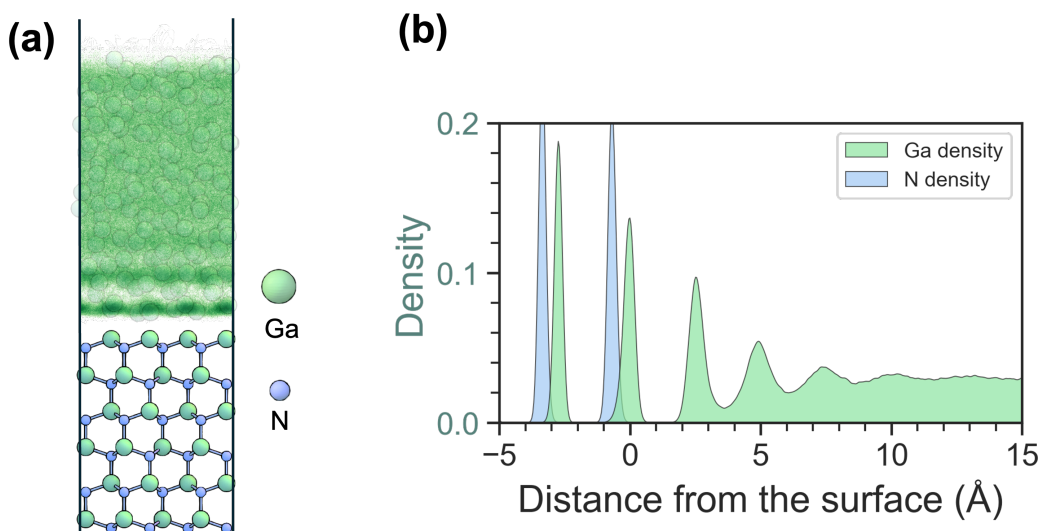 (a)
Ga
N
(b)
Density
0.2
0.1
0.0
Ga density
N density
−5
0
5
10
15
Distance from the surface (Å)